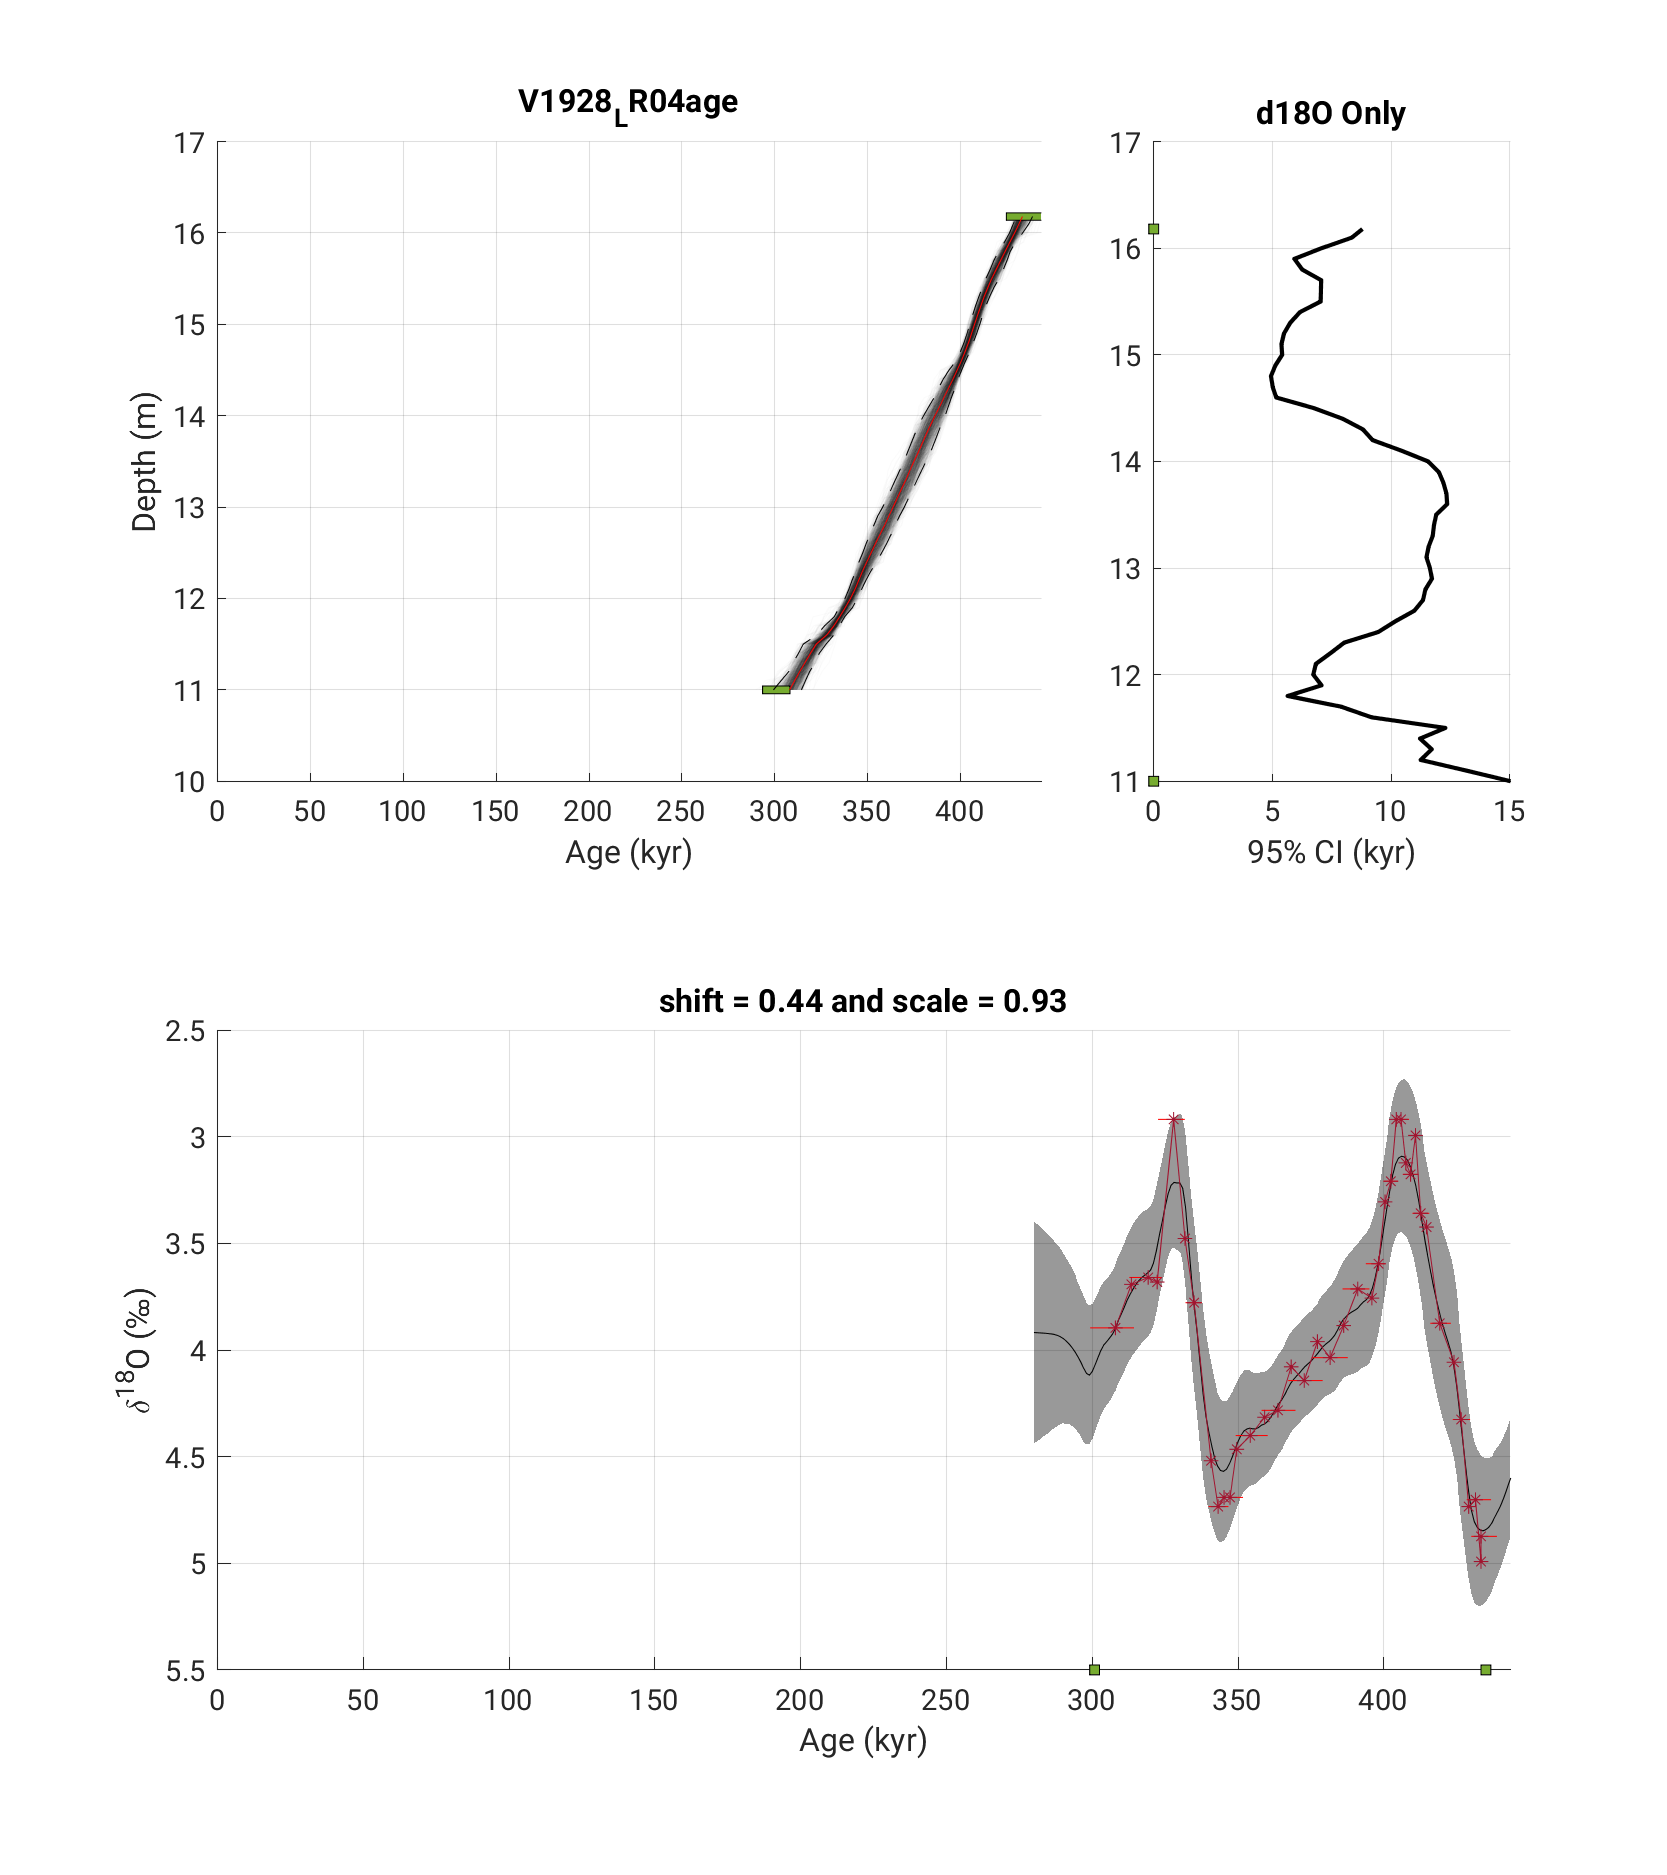 V1928LR04age
17
16
15
14
13
12
11
10
Depth (m)
0 50 100 150 200 250 300 350 400
Age (kyr)
d18O Only
17
16
15
14
13
12
11
0 5 10 15
95% CI (kyr)
shift = 0.44 and scale = 0.93
2.5
3
3.5
4
4.5
5
5.5
δ18O (‰)
0 50 100 150 200 250 300 350 400
Age (kyr)